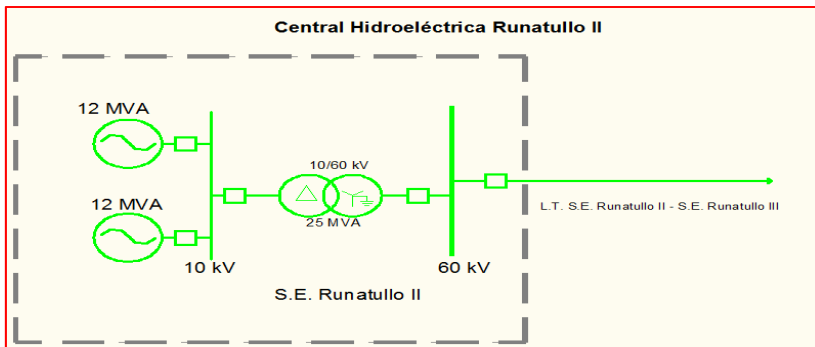 Central Hidroeléctrica Runatullo II
12 MVA
10/60 kV
12 MVA
25 MVA
L.T. S.E. Runatullo II - S.E. Runatullo III
10 kV
60 kV
S.E. Runatullo II